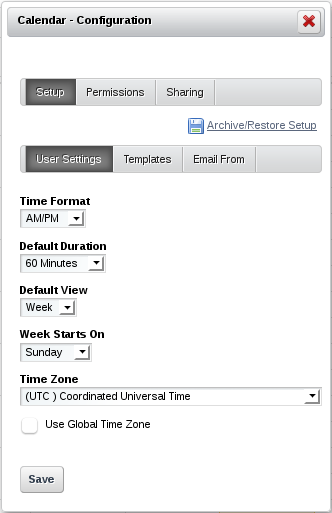 Calendar - Configuration
Setup Permissions Sharing
Archive/Restore Setup
User Settings Templates Email From
Time Format
AM/PM
Default Duration
60 Minutes
Default View
Week
Week Starts On
Sunday
Time Zone
(UTC ) Coordinated Universal Time
Use Global Time Zone
Save